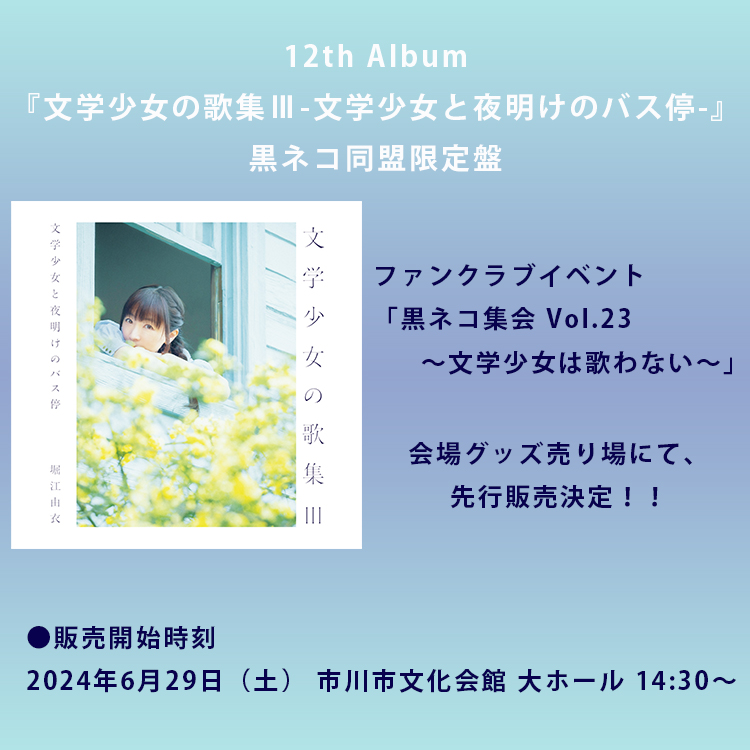 12th Album
『文学少女の歌集Ⅲ-文学少女と夜明けのバス停-』
黒ネコ同盟限定盤
文学少女の歌集Ⅲ
文学少女と夜明けのバス停
堀江由衣
ファンクラブイベント
「黒ネコ集会 Vol.23
～文学少女は歌わない～」
会場グッズ売り場にて、
先行販売決定！！
●販売開始時刻
2024年6月29日（土） 市川市文化会館 大ホール 14:30～